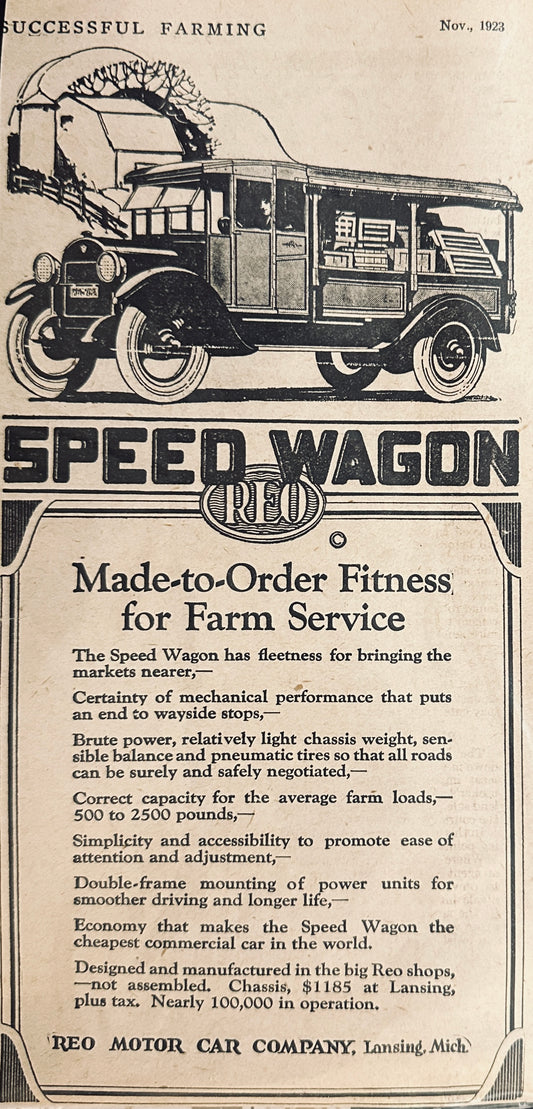 SUCCESSFUL FARMING Nov., 1923
SPEED WAGON
REO
©
Made-to-Order Fitness
for Farm Service
The Speed Wagon has fleetness for bringing the
markets nearer,—
Certainty of mechanical performance that puts
an end to wayside stops,—
Brute power, relatively light chassis weight, sen-
sible balance and pneumatic tires so that all roads
can be surely and safely negotiated,—
Correct capacity for the average farm loads,—
500 to 2500 pounds,—
Simplicity and accessibility to promote ease of
attention and adjustment,—
Double-frame mounting of power units for
smoother driving and longer life,—
Economy that makes the Speed Wagon the
cheapest commercial car in the world.
Designed and manufactured in the big Reo shops,
—not assembled. Chassis, $1185 at Lansing,
plus tax. Nearly 100,000 in operation.
REO MOTOR CAR COMPANY, Lansing, Mich.